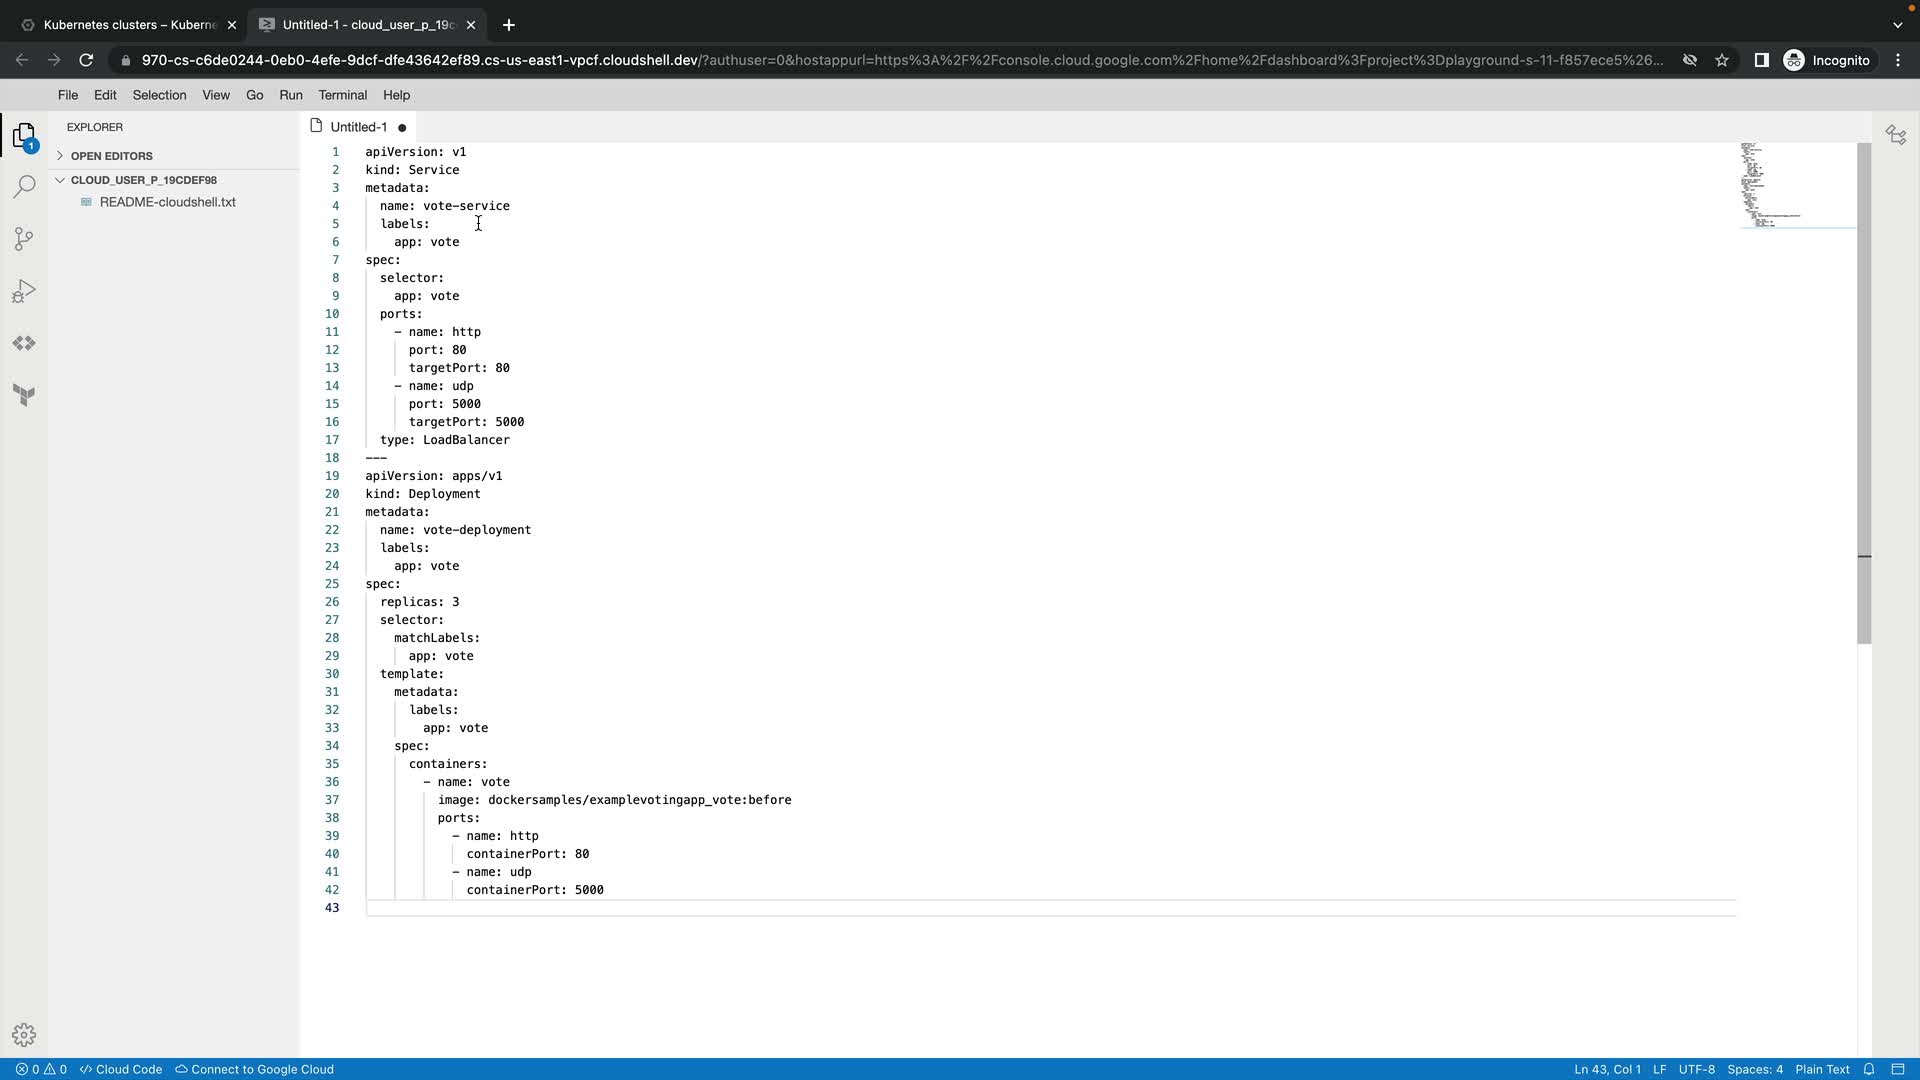 Kubernetes clusters – Kuberne
Untitled-1 - cloud_user_p_19c
970-cs-c6de0244-0eb0-4efe-9dcf-dfe43642ef89.cs-us-east1-vpcf.cloudshell.dev/?authuser=0&hostappurl=https%3A%2F%2Fconsole.cloud.google.com%2Fhome%2Fdashboard%3Fproject%3Dplayground-s-11-f857ece5%26...
Incognito
File Edit Selection View Go Run Terminal Help
EXPLORER
1
OPEN EDITORS
CLOUD_USER_P_19CDEF98
README-cloudshell.txt
Untitled-1
1 apiVersion: v1
2 kind: Service
3 metadata:
4   name: vote-service
5   labels:
6     app: vote
7 spec:
8   selector:
9     app: vote
10   ports:
11     - name: http
12       port: 80
13       targetPort: 80
14     - name: udp
15       port: 5000
16       targetPort: 5000
17   type: LoadBalancer
18 ---
19 apiVersion: apps/v1
20 kind: Deployment
21 metadata:
22   name: vote-deployment
23   labels:
24     app: vote
25 spec:
26   replicas: 3
27   selector:
28     matchLabels:
29       app: vote
30   template:
31     metadata:
32       labels:
33         app: vote
34     spec:
35       containers:
36         - name: vote
37           image: dockersamples/examplevotingapp_vote:before
38           ports:
39             - name: http
40               containerPort: 80
41             - name: udp
42               containerPort: 5000
43
0 0 Cloud Code Connect to Google Cloud Ln 43, Col 1 LF UTF-8 Spaces: 4 Plain Text